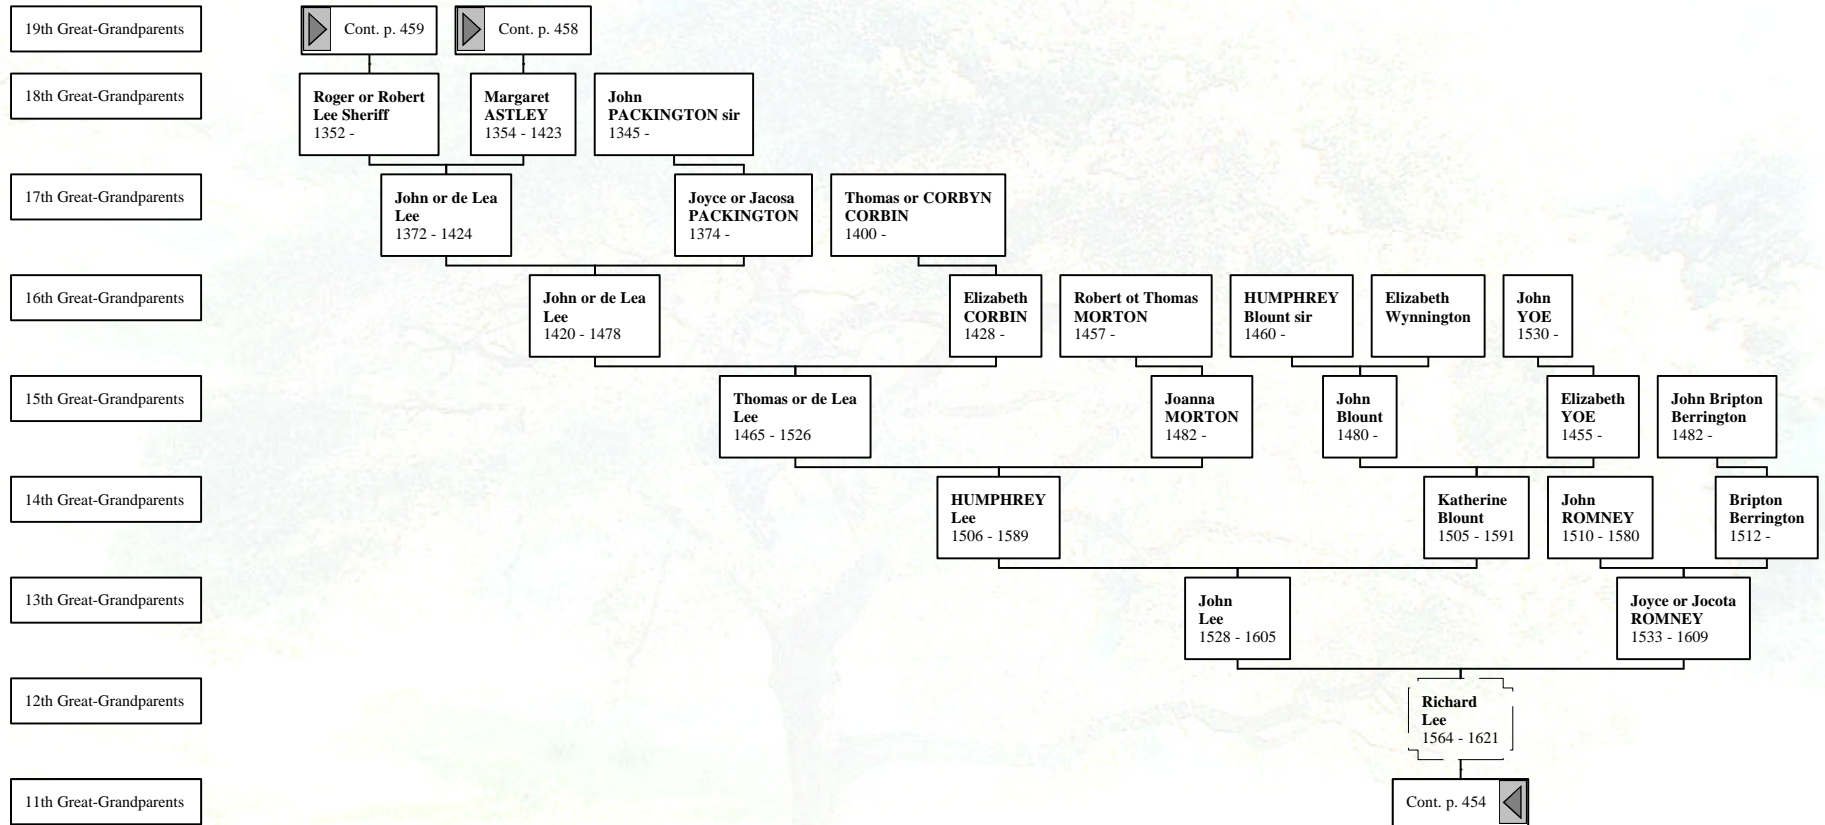 19th Great-Grandparents
Cont. p. 459
Cont. p. 458
18th Great-Grandparents
Roger or Robert
Lee Sheriff
1352 -
Margaret
ASTLEY
1354 - 1423
John
PACKINGTON sir
1345 -
17th Great-Grandparents
John or de Lea
Lee
1372 - 1424
Joyce or Jacosa
PACKINGTON
1374 -
Thomas or CORBYN
CORBIN
1400 -
16th Great-Grandparents
John or de Lea
Lee
1420 - 1478
Elizabeth
CORBIN
1428 -
Robert ot Thomas
MORTON
1457 -
HUMPHREY
Blount sir
1460 -
Elizabeth
Wynnington
John
YOE
1530 -
15th Great-Grandparents
Thomas or de Lea
Lee
1465 - 1526
Joanna
MORTON
1482 -
John
Blount
1480 -
Elizabeth
YOE
1455 -
John Bripton
Berrington
1482 -
14th Great-Grandparents
HUMPHREY
Lee
1506 - 1589
Katherine
Blount
1505 - 1591
John
ROMNEY
1510 - 1580
Bripton
Berrington
1512 -
13th Great-Grandparents
John
Lee
1528 - 1605
Joyce or Jocota
ROMNEY
1533 - 1609
12th Great-Grandparents
Richard
Lee
1564 - 1621
11th Great-Grandparents
Cont. p. 454